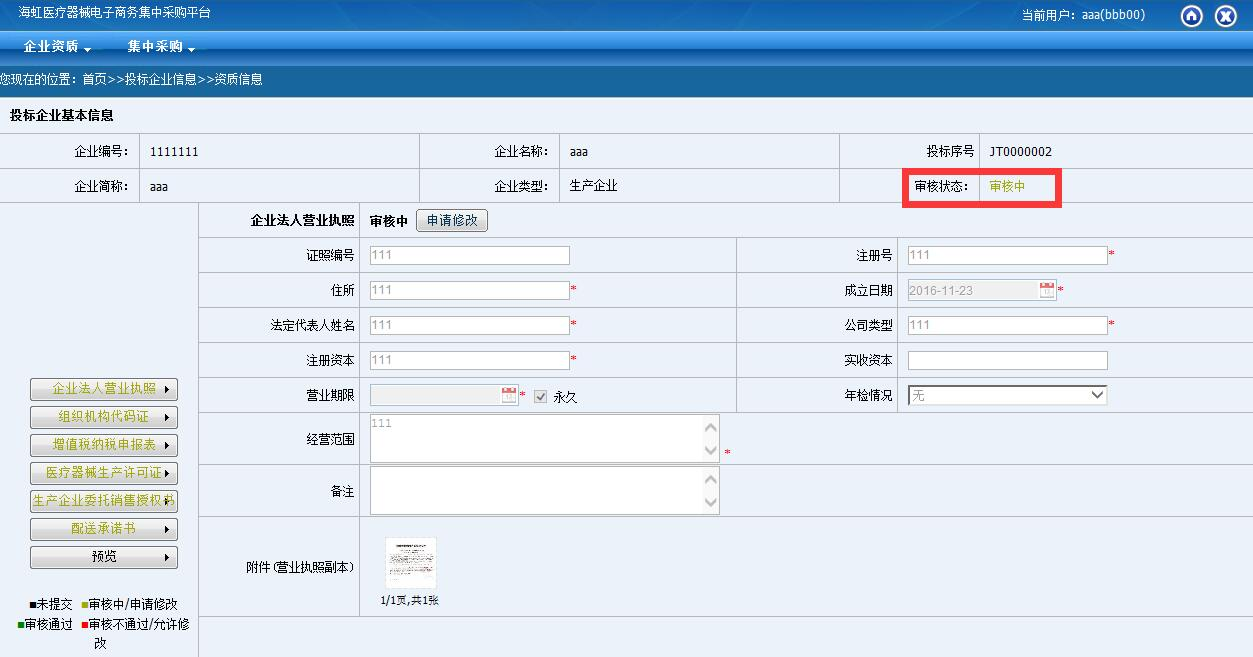 海虹医疗器械电子商务集中采购平台
当前用户：aaa(bbb00)
企业资质 集中采购
您现在的位置：首页>>投标企业信息>>资质信息
投标企业基本信息
企业编号： 1111111 企业名称： aaa 投标序号 JT0000002
企业简称： aaa 企业类型： 生产企业 审核状态： 审核中
企业法人营业执照 审核中 申请修改
证照编号 111 注册号 111 *
住所 111 * 成立日期 2016-11-23 *
法定代表人姓名 111 * 公司类型 111 *
注册资本 111 * 实收资本
营业期限 * 永久 年检情况 无
经营范围 111 *
备注
附件(营业执照副本)
1/1页,共1张
企业法人营业执照
组织机构代码证
增值税纳税申报表
医疗器械生产许可证
生产企业委托销售授权书
配送承诺书
预览
■未提交 ■审核中/申请修改
■审核通过 ■审核不通过/允许修
改